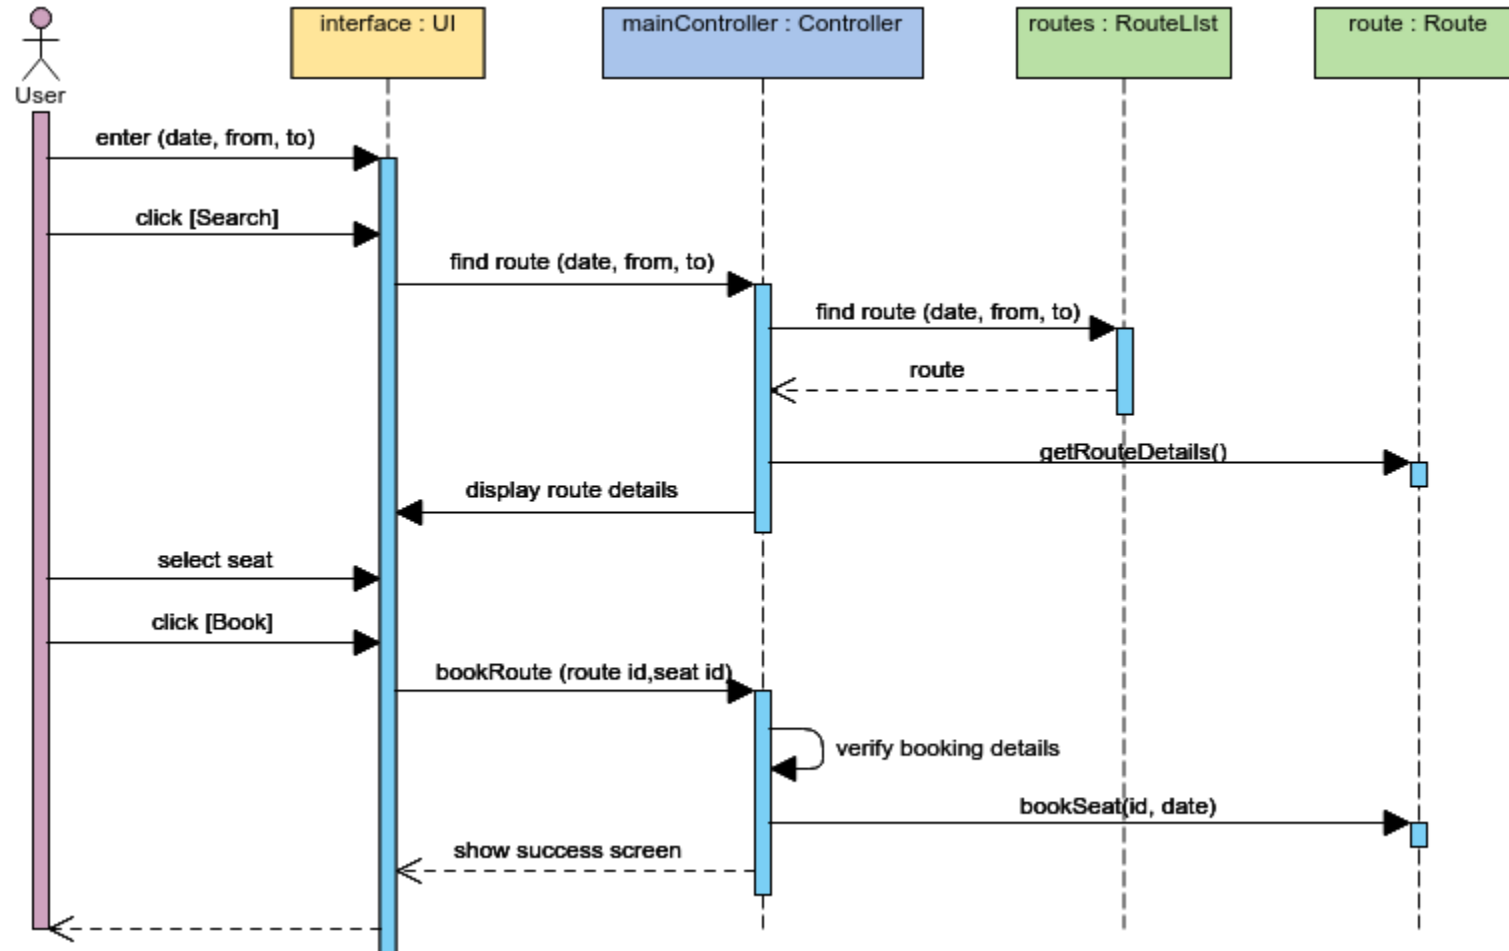 interface : UI
mainController : Controller
routes : RouteLIst
route : Route
User
enter (date, from, to)
click [Search]
find route (date, from, to)
find route (date, from, to)
route
getRouteDetails()
display route details
select seat
click [Book]
bookRoute (route id,seat id)
verify booking details
bookSeat(id, date)
show success screen